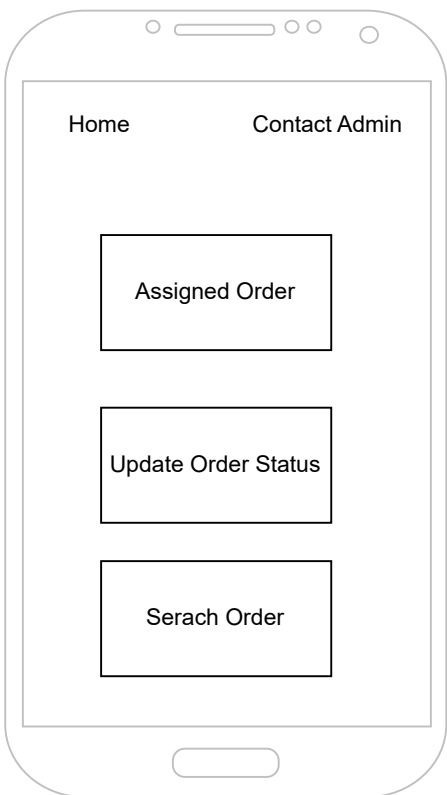 Home
Contact Admin
Assigned Order
Update Order Status
Serach Order